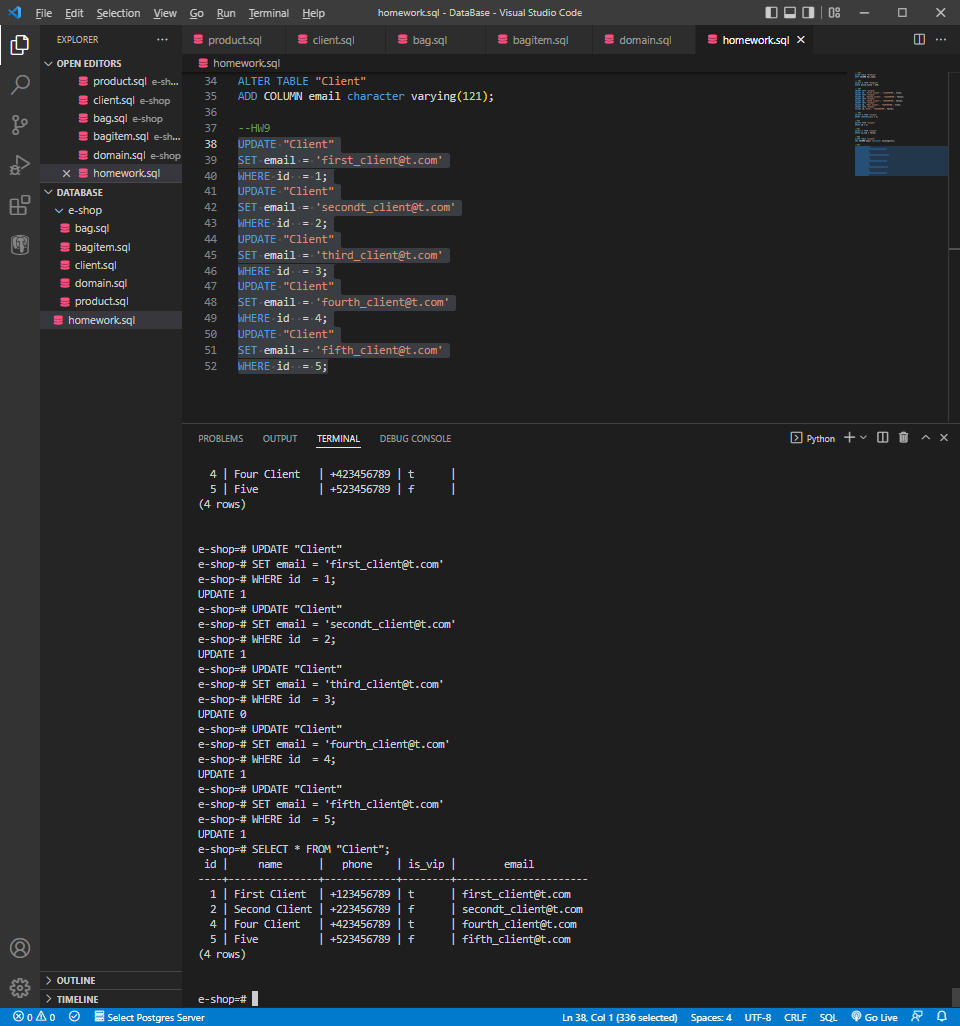 File Edit Selection View Go Run Terminal Help homework.sql - DataBase - Visual Studio Code
EXPLORER ···
OPEN EDITORS
product.sql e-sh...
client.sql e-shop
bag.sql e-shop
bagitem.sql e-sh...
domain.sql e-shop
homework.sql
DATABASE
e-shop
bag.sql
bagitem.sql
client.sql
domain.sql
product.sql
homework.sql
OUTLINE
TIMELINE
product.sql client.sql bag.sql bagitem.sql domain.sql homework.sql
homework.sql
34 ALTER TABLE "Client"
35 ADD COLUMN email character varying(121);
36
37 --HW9
38 UPDATE "Client"
39 SET email = 'first_client@t.com'
40 WHERE id  = 1;
41 UPDATE "Client"
42 SET email = 'secondt_client@t.com'
43 WHERE id  = 2;
44 UPDATE "Client"
45 SET email = 'third_client@t.com'
46 WHERE id  = 3;
47 UPDATE "Client"
48 SET email = 'fourth_client@t.com'
49 WHERE id  = 4;
50 UPDATE "Client"
51 SET email = 'fifth_client@t.com'
52 WHERE id  = 5;
PROBLEMS OUTPUT TERMINAL DEBUG CONSOLE Python
4 | Four Client   | +423456789 | t      |
5 | Five          | +523456789 | f      |
(4 rows)
e-shop=# UPDATE "Client"
e-shop-# SET email = 'first_client@t.com'
e-shop-# WHERE id  = 1;
UPDATE 1
e-shop=# UPDATE "Client"
e-shop-# SET email = 'secondt_client@t.com'
e-shop-# WHERE id  = 2;
UPDATE 1
e-shop=# UPDATE "Client"
e-shop-# SET email = 'third_client@t.com'
e-shop-# WHERE id  = 3;
UPDATE 0
e-shop=# UPDATE "Client"
e-shop-# SET email = 'fourth_client@t.com'
e-shop-# WHERE id  = 4;
UPDATE 1
e-shop=# UPDATE "Client"
e-shop-# SET email = 'fifth_client@t.com'
e-shop-# WHERE id  = 5;
UPDATE 1
e-shop=# SELECT * FROM "Client";
id |     name      |   phone    | is_vip |        email
----+---------------+------------+--------+----------------------
1 | First Client  | +123456789 | t      | first_client@t.com
2 | Second Client | +223456789 | f      | secondt_client@t.com
4 | Four Client   | +423456789 | t      | fourth_client@t.com
5 | Five          | +523456789 | f      | fifth_client@t.com
(4 rows)
e-shop=#
0 0 Select Postgres Server Ln 38, Col 1 (336 selected) Spaces: 4 UTF-8 CRLF SQL Go Live